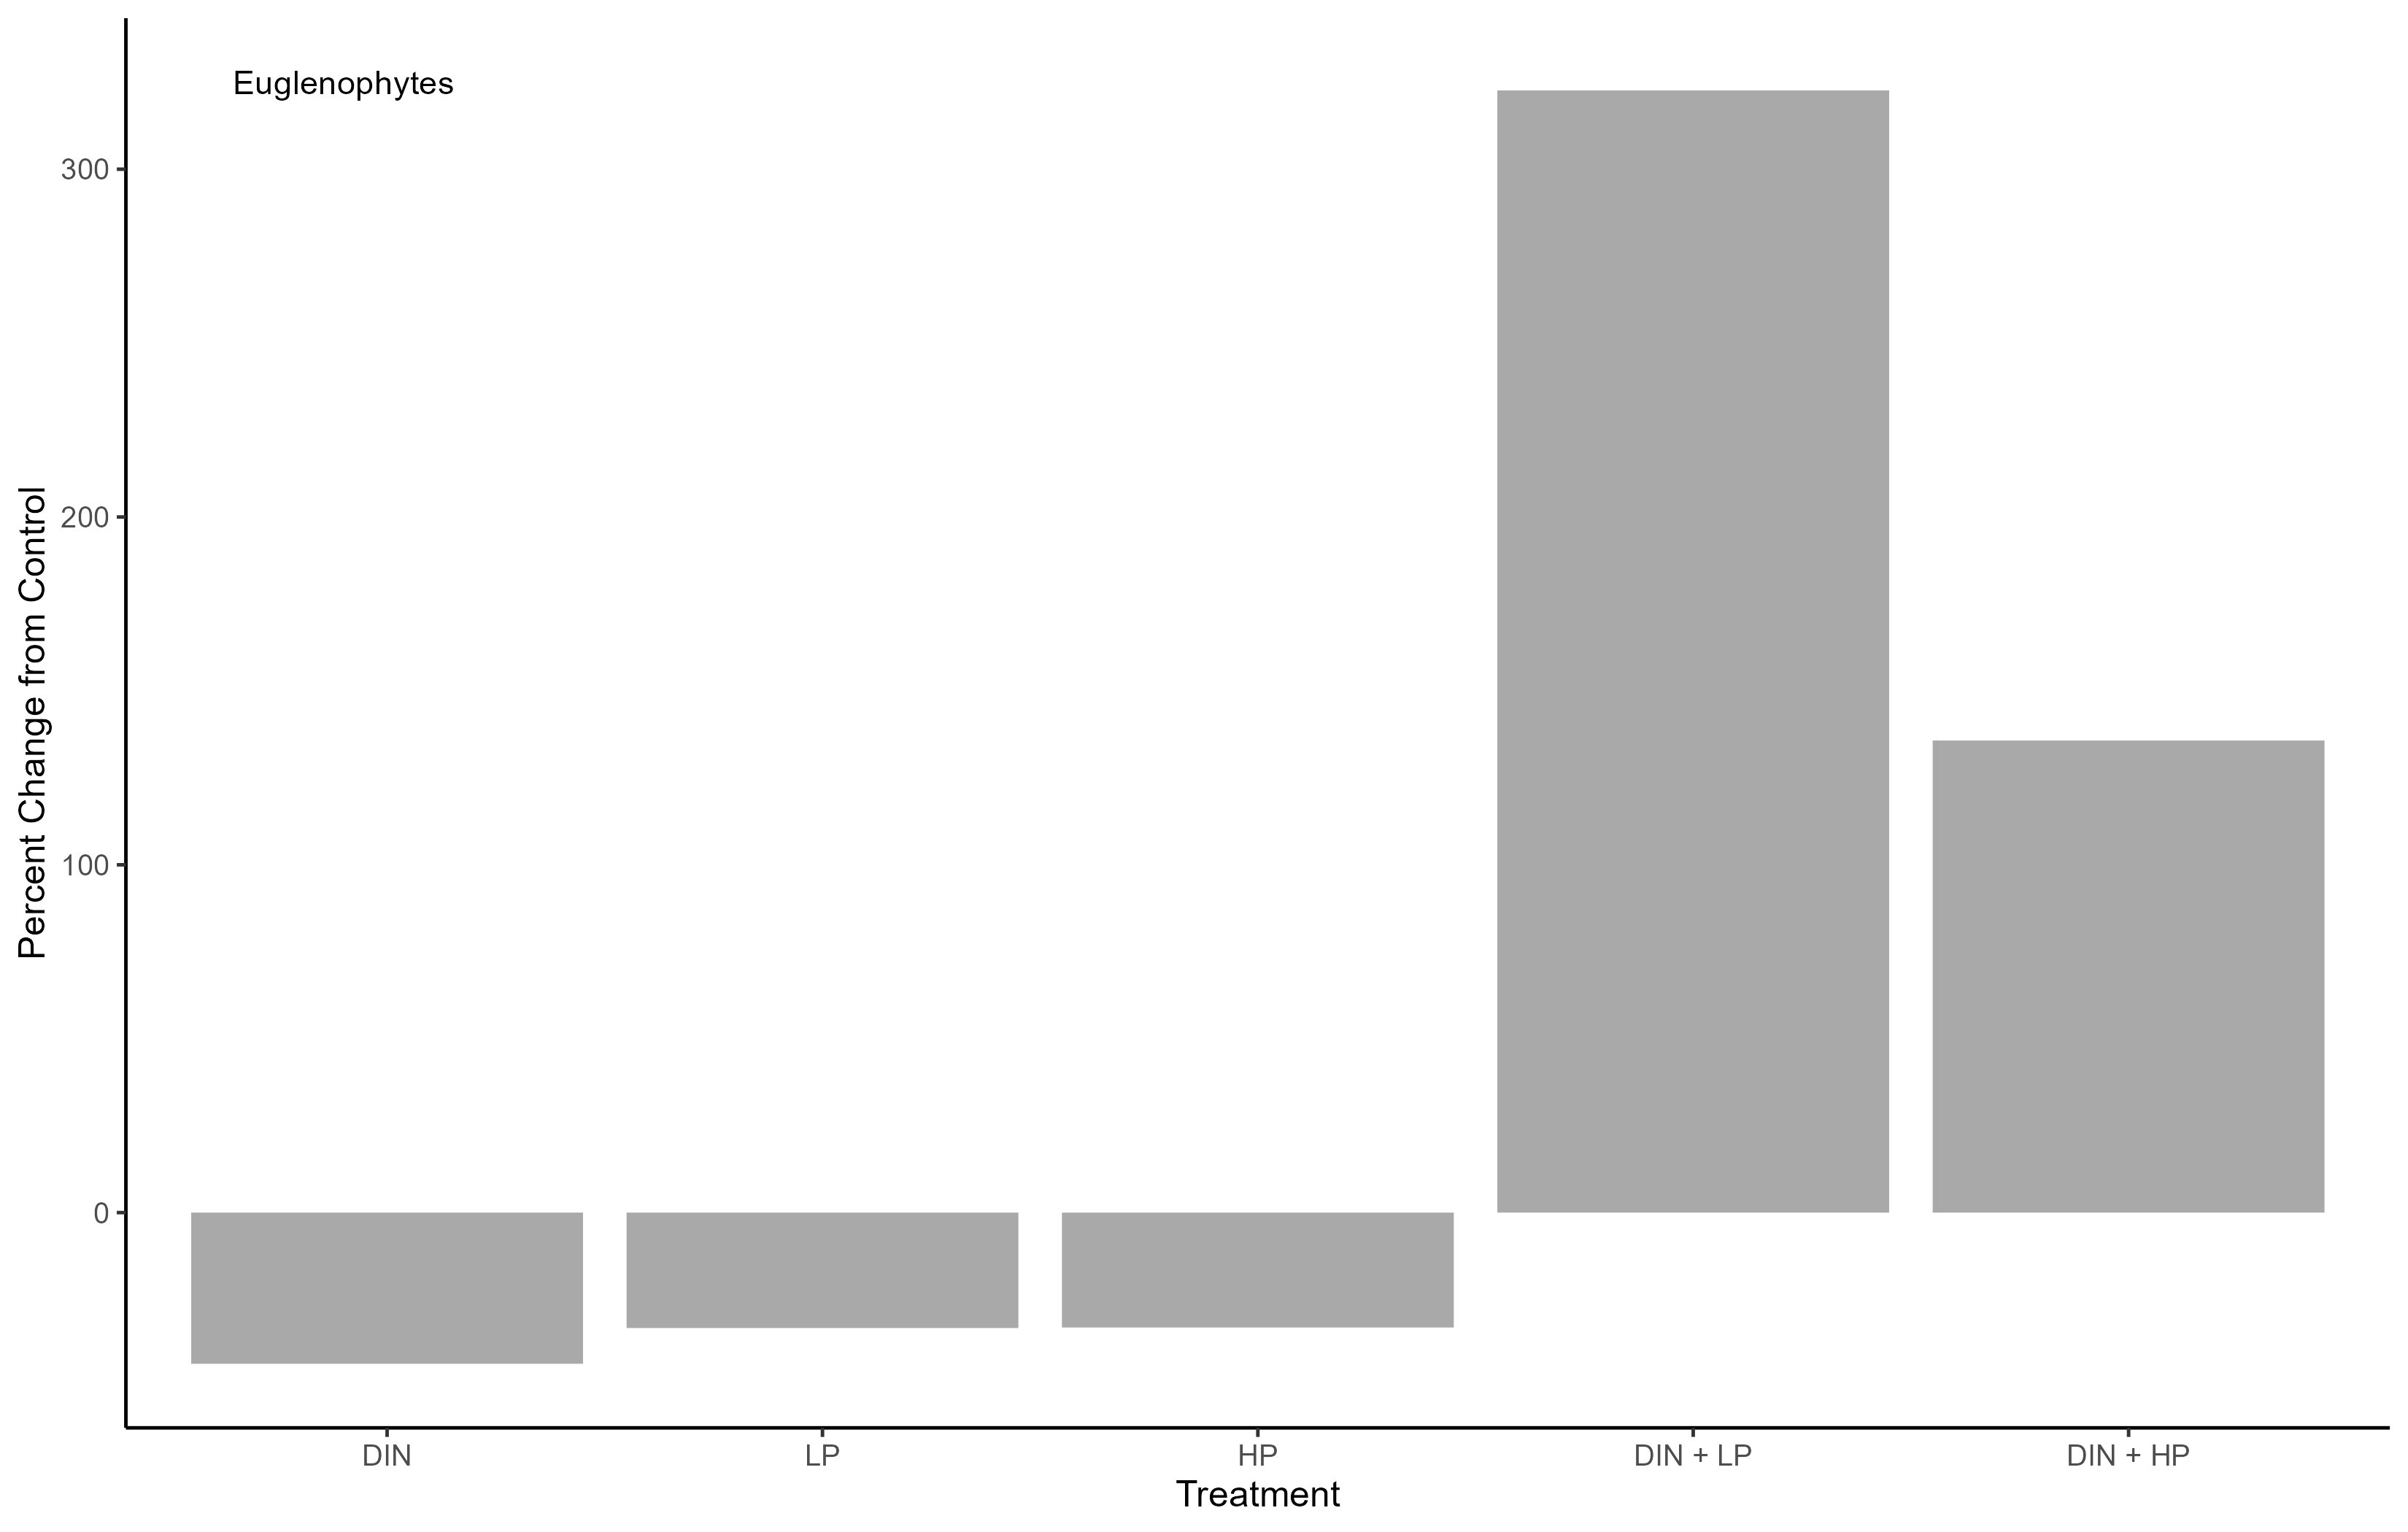 Euglenophytes
300
200
100
0
Percent Change from Control
DIN
LP
HP
DIN + LP
DIN + HP
Treatment